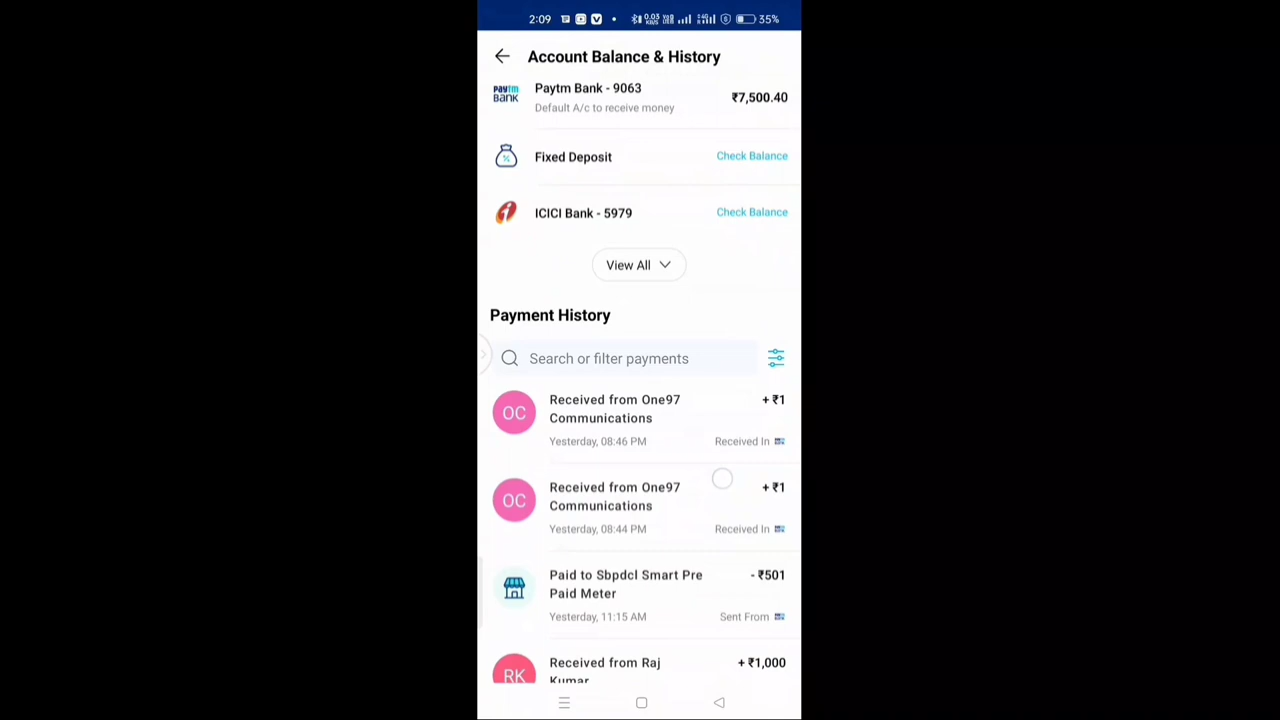 2:09
35%
Account Balance & History
paytm BANK
Paytm Bank - 9063
₹7,500.40
Default A/c to receive money
Fixed Deposit
Check Balance
ICICI Bank - 5979
Check Balance
View All
Payment History
Search or filter payments
OC
Received from One97
+ ₹1
Communications
Yesterday, 08:46 PM
Received In
OC
Received from One97
+ ₹1
Communications
Yesterday, 08:44 PM
Received In
Paid to Sbpdcl Smart Pre
- ₹501
Paid Meter
Yesterday, 11:15 AM
Sent From
RK
Received from Raj
+ ₹1,000
Kumar